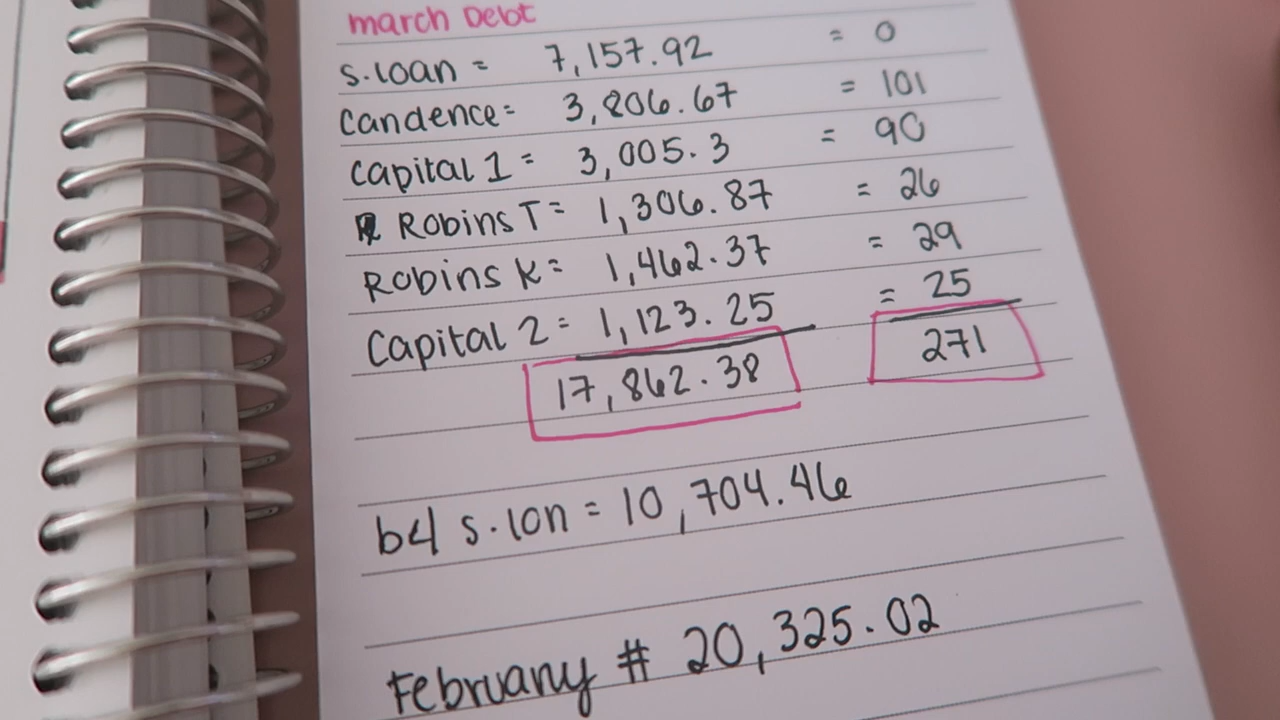 march Debt
s.loan = 7,157.92 = 0
Candence = 3,806.67 = 101
Capital 1 = 3,005.3 = 90
Robins T = 1,306.87 = 26
Robins K = 1,462.37 = 29
Capital 2 = 1,123.25 = 25
17,862.38 271
b4 s.lon = 10,704.46
February # 20,325.02